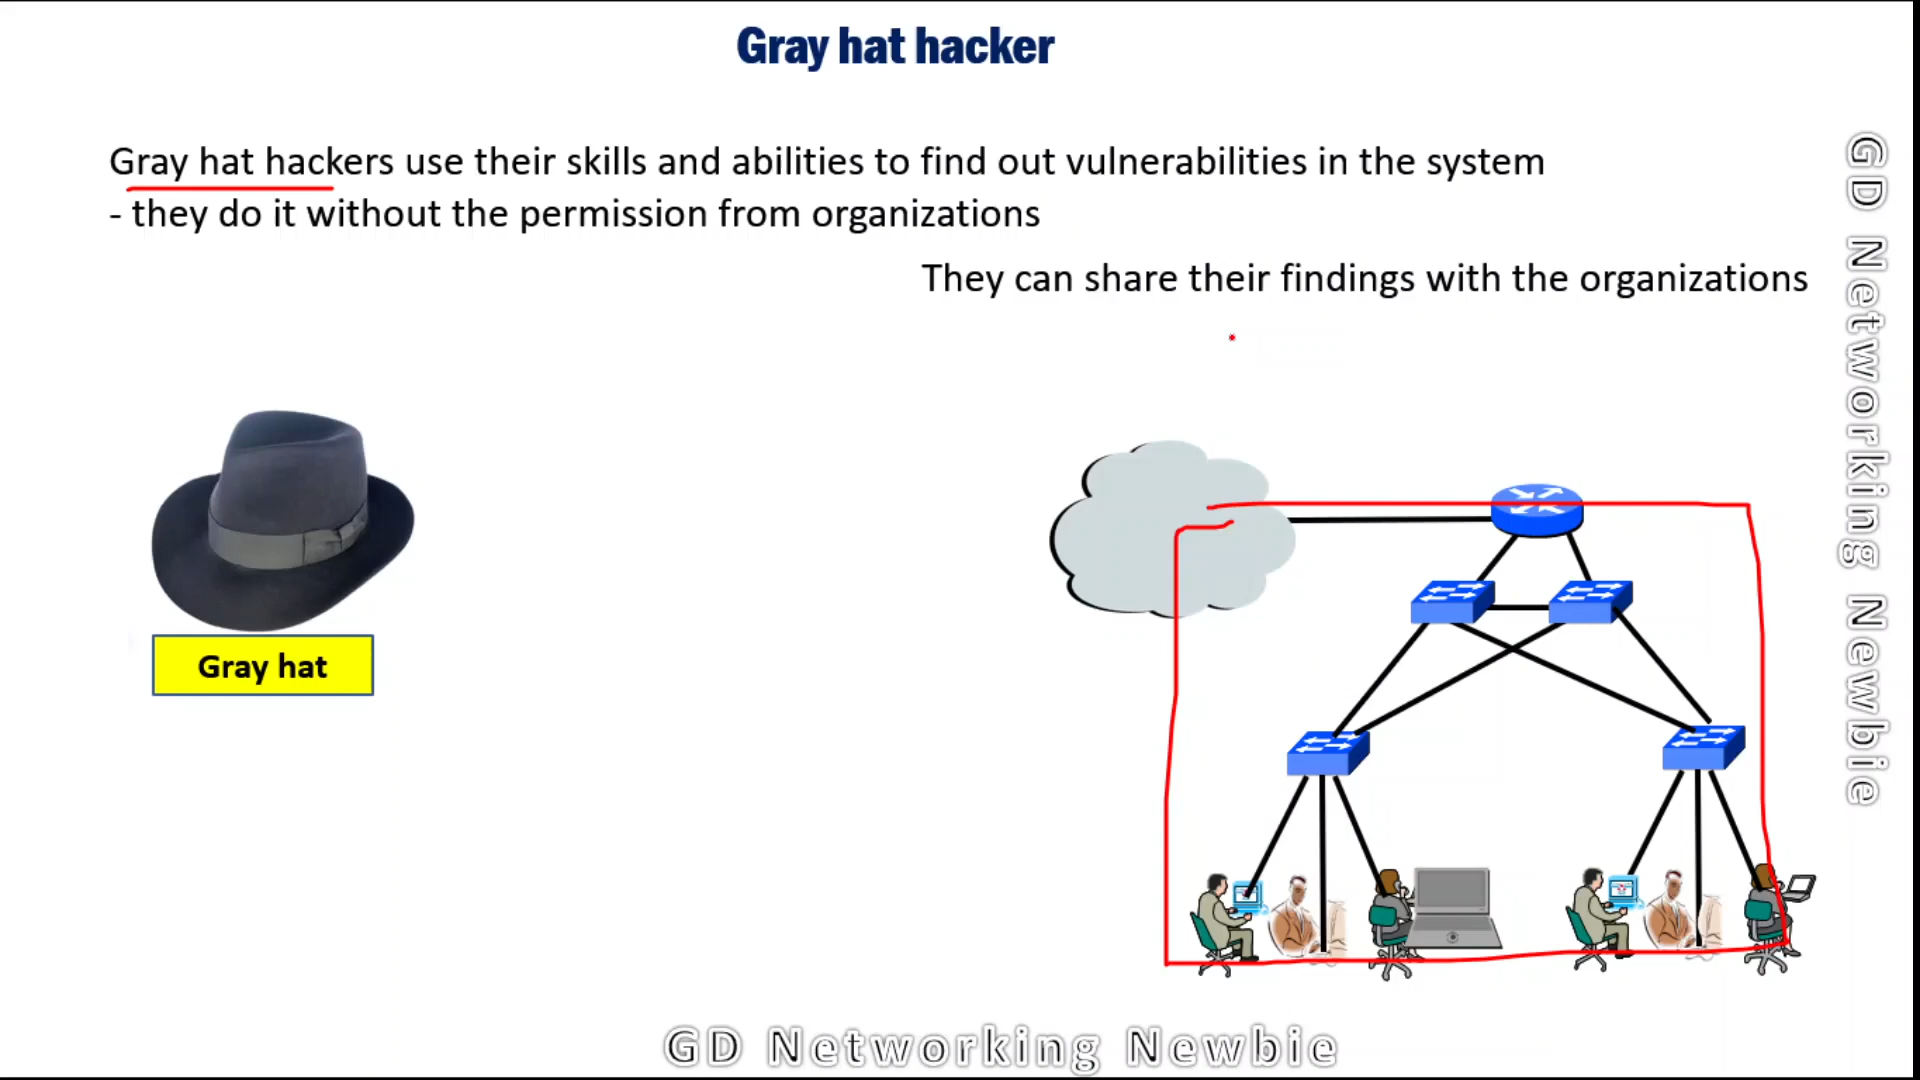 Gray hat hacker
Gray hat hackers use their skills and abilities to find out vulnerabilities in the system
- they do it without the permission from organizations
They can share their findings with the organizations
Gray hat
GD Networking Newbie
GD Networking Newbie